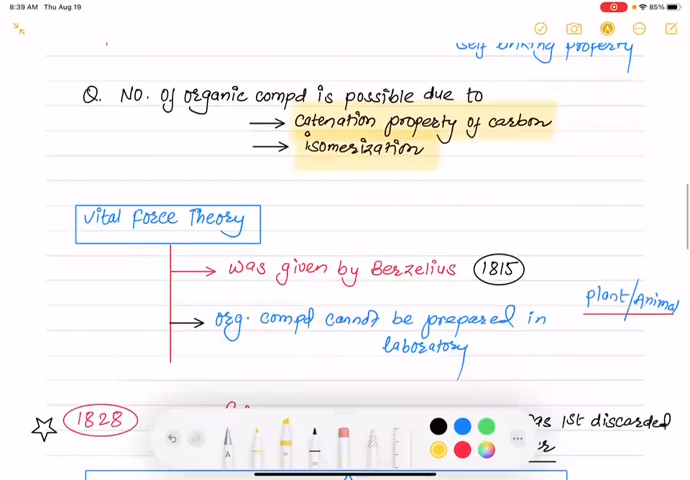 8:39 AM Thu Aug 19
85%
self linking property
Q. No. of organic compd is possible due to
→ catenation property of carbon
→ isomerization
Vital Force Theory
→ was given by Berzelius 1815
plant/Animal
→ org. compd cannot be prepared in
laboratory
1828
as 1st discarded